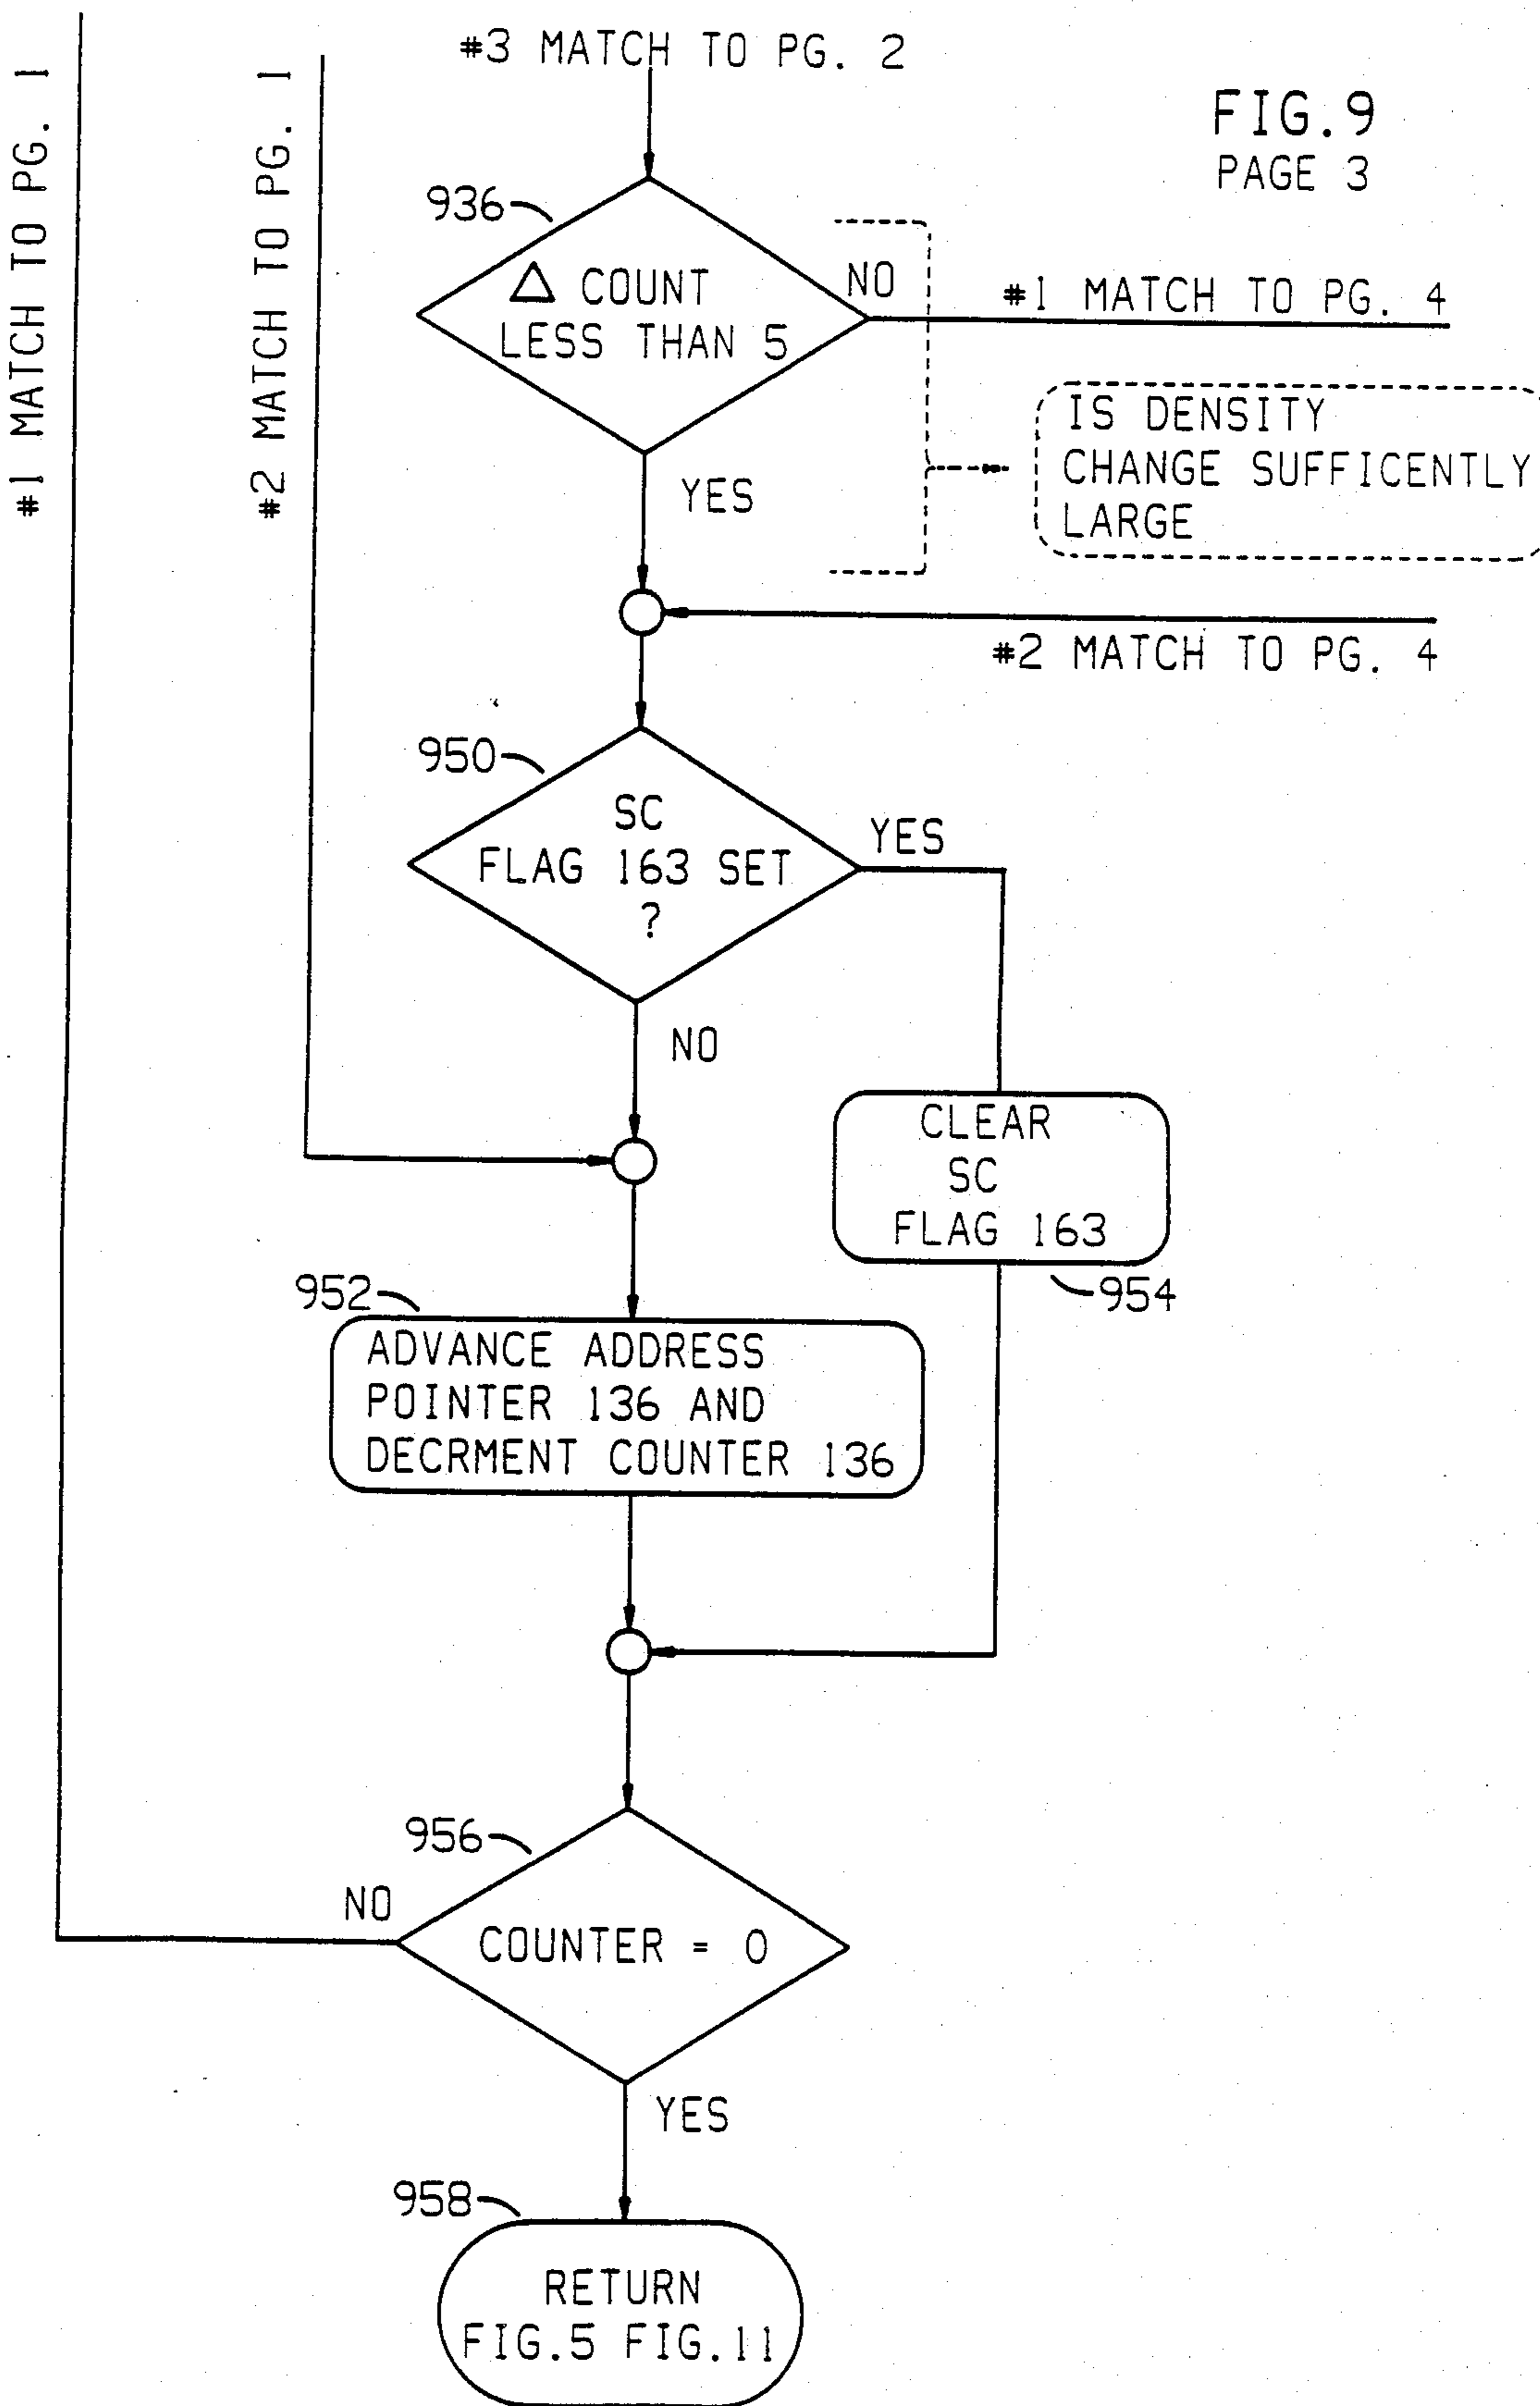 #1 MATCH TO PG. 1
#2 MATCH TO PG. 1
#3 MATCH TO PG. 2
FIG.9
PAGE 3
936
△ COUNT
LESS THAN 5
NO
#1 MATCH TO PG. 4
IS DENSITY
CHANGE SUFFICENTLY
LARGE
YES
#2 MATCH TO PG. 4
950
SC
FLAG 163 SET
?
YES
NO
CLEAR
SC
FLAG 163
954
952
ADVANCE ADDRESS
POINTER 136 AND
DECRMENT COUNTER 136
956
NO
COUNTER = 0
YES
958
RETURN
FIG.5 FIG.11